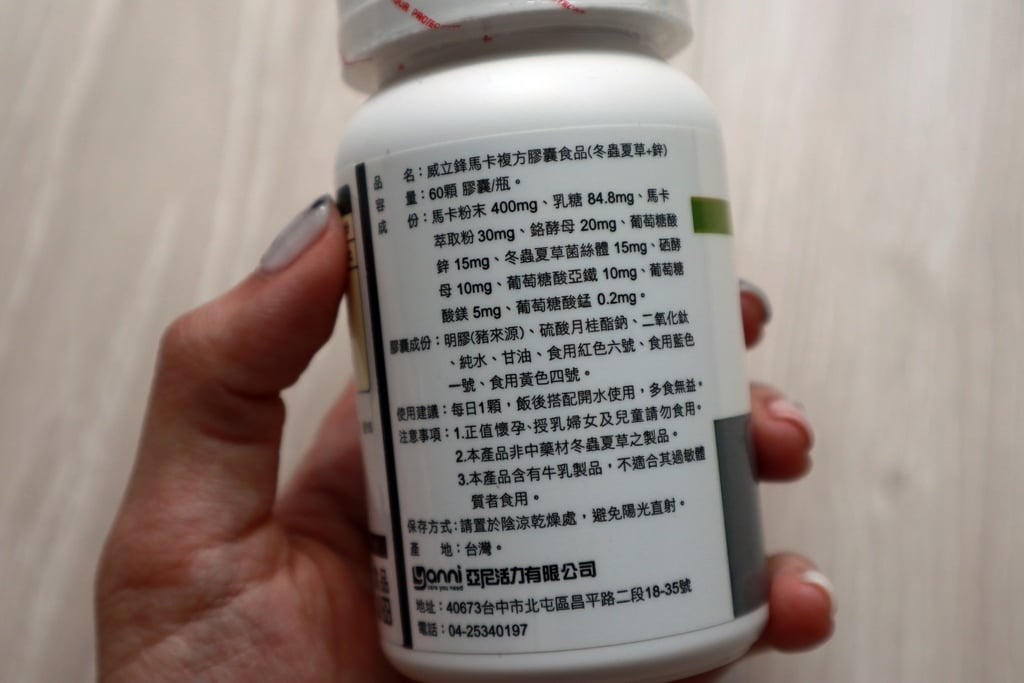 品　名：威立鋒馬卡複方膠囊食品(冬蟲夏草+鋅)
容　量：60顆 膠囊/瓶。
成　份：馬卡粉末 400mg、乳糖 84.8mg、馬卡
萃取粉 30mg、鉻酵母 20mg、葡萄糖酸
鋅 15mg、冬蟲夏草菌絲體 15mg、硒酵
母 10mg、葡萄糖酸亞鐵 10mg、葡萄糖
酸鎂 5mg、葡萄糖酸錳 0.2mg。
膠囊成份：明膠(豬來源)、硫酸月桂酯鈉、二氧化鈦
、純水、甘油、食用紅色六號、食用藍色
一號、食用黃色四號。
使用建議：每日1顆，飯後搭配開水使用，多食無益。
注意事項：1.正值懷孕、授乳婦女及兒童請勿食用。
2.本產品非中藥材冬蟲夏草之製品。
3.本產品含有牛乳製品，不適合其過敏體
質者食用。
保存方式：請置於陰涼乾燥處，避免陽光直射。
產　地：台灣。
yanni 亞尼活力有限公司
care you need
地址：40673台中市北屯區昌平路二段18-35號
電話：04-25340197